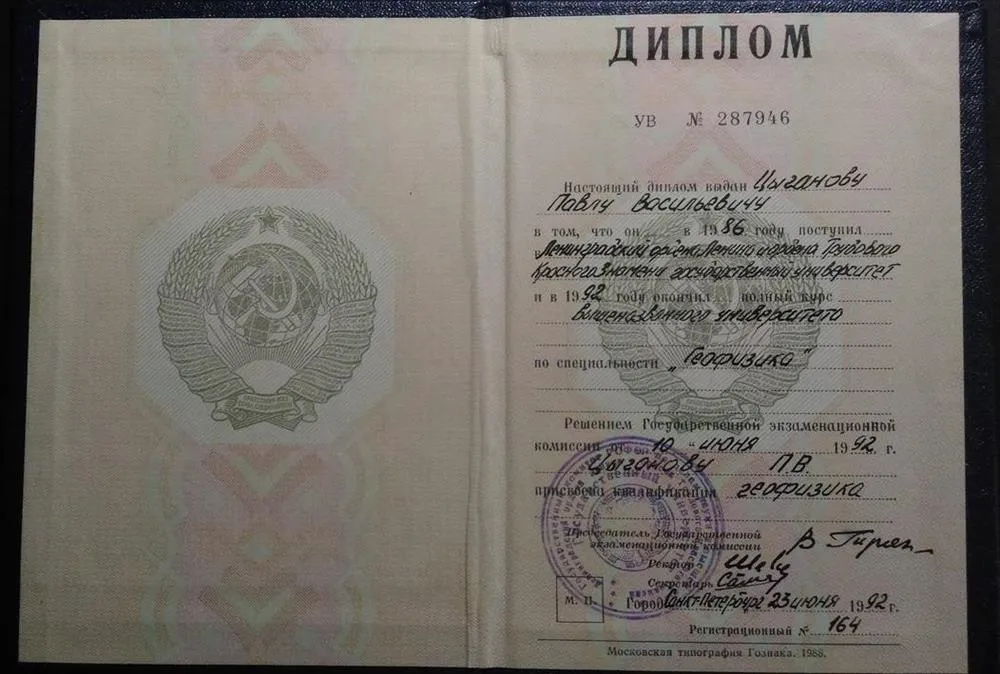 ДИПЛОМ
УВ № 287946
Настоящий диплом выдан Цыганову
Павлу Васильевичу
в том, что он в 1986 году поступил
в Ленинградский ордена Ленина и ордена Трудового
Красного Знамени государственный университет
и в 1992 году окончил полный курс
вышеназванного университета
по специальности „Геофизика“
Решением Государственной экзаменационной
комиссии от 10 " июня 1992 г.
Цыганову П.В.
присвоена квалификация геофизика
Председатель Государственной
экзаменационной комиссии
Ректор
Секретарь
М. П. Город Санкт-Петербург 23 июня 1992 г.
Регистрационный № 164
Московская типография Гознака. 1988.